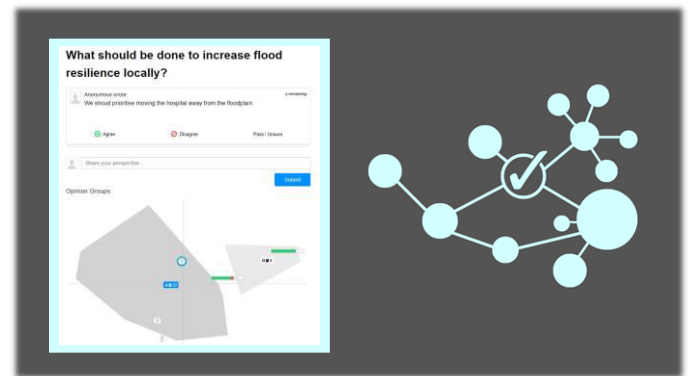 What should be done to increase flood
resilience locally?
Anonymous wrote:
We shoud prioritise moving the hospital away from the floodplain
Agree
Disagree
Pass / Unsure
Share your perspective...
Submit
Opinion Groups